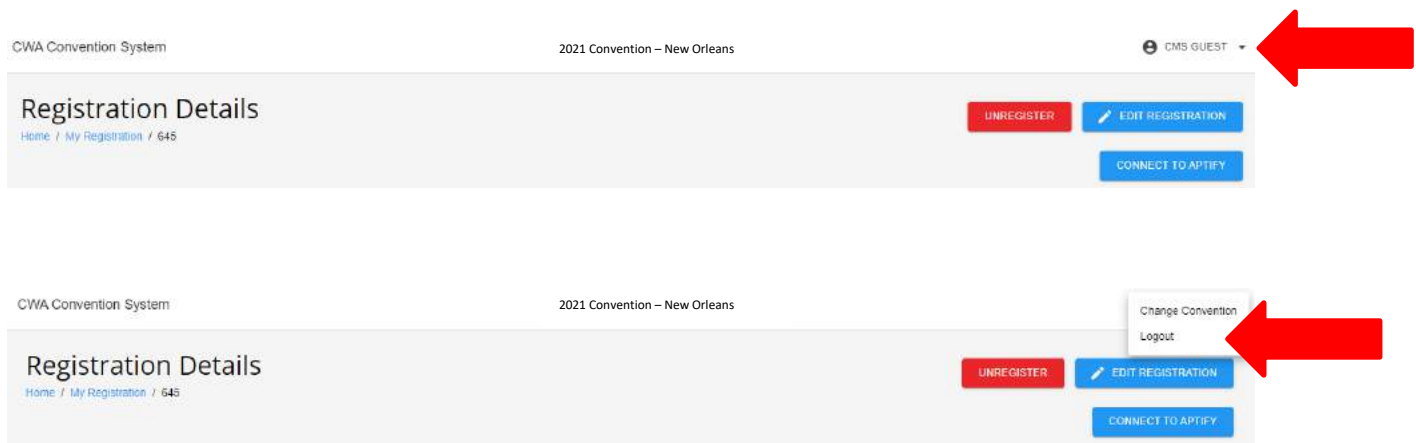 CWA Convention System 2021 Convention – New Orleans CMS GUEST
Registration Details
UNREGISTER EDIT REGISTRATION
Home / My Registration / 645
CONNECT TO APTIFY
CWA Convention System 2021 Convention – New Orleans
Change Convention
Logout
Registration Details
UNREGISTER EDIT REGISTRATION
Home / My Registration / 645
CONNECT TO APTIFY